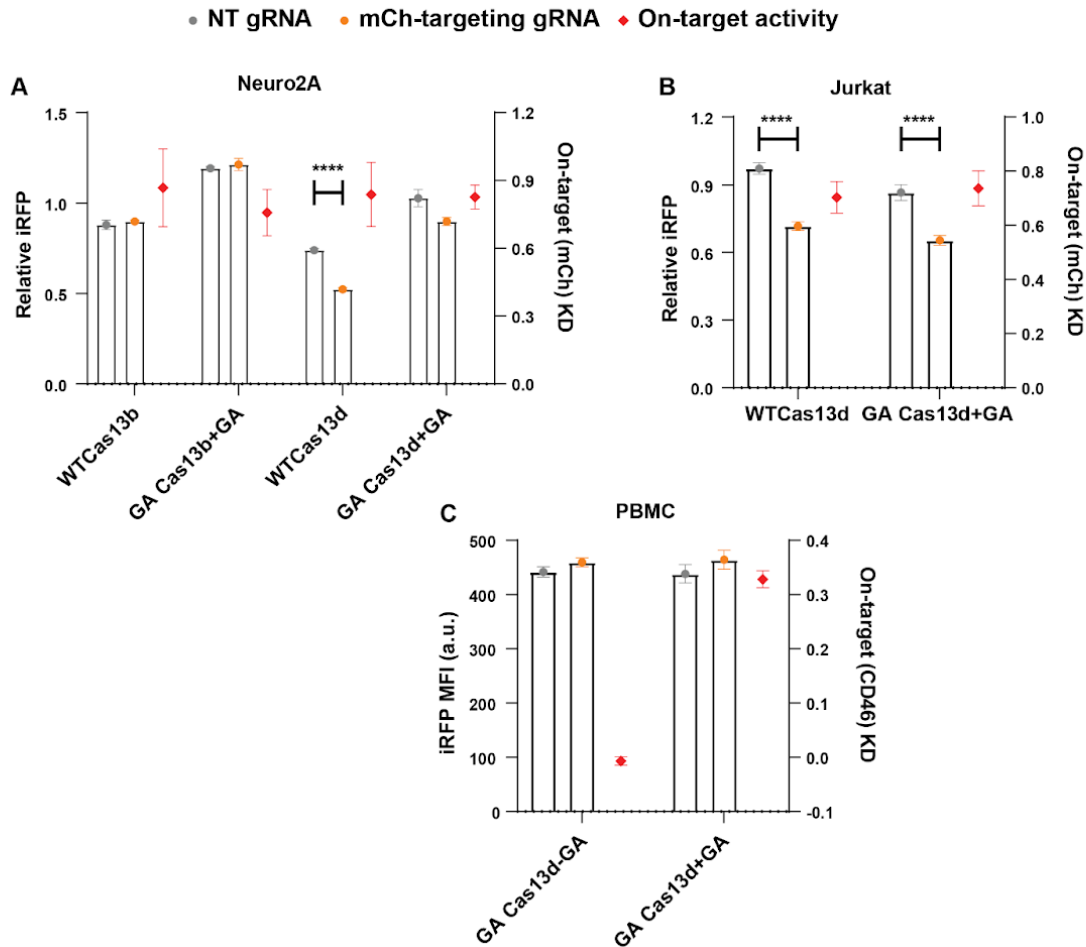 NT gRNA mCh-targeting gRNA On-target activity
A Neuro2A
Relative iRFP
1.5
1.0
0.5
0.0
****
1.2
0.9
0.6
0.3
0.0
On-target (mCh) KD
WTCas13b
GA Cas13b+GA
WTCas13d
GA Cas13d+GA
B Jurkat
Relative iRFP
1.2
0.9
0.6
0.3
0.0
**** ****
1.0
0.8
0.6
0.4
0.2
0.0
On-target (mCh) KD
WTCas13d GA Cas13d+GA
C PBMC
iRFP MFI (a.u.)
500
400
300
200
100
0
0.4
0.3
0.2
0.1
0.0
-0.1
On-target (CD46) KD
GA Cas13d-GA
GA Cas13d+GA